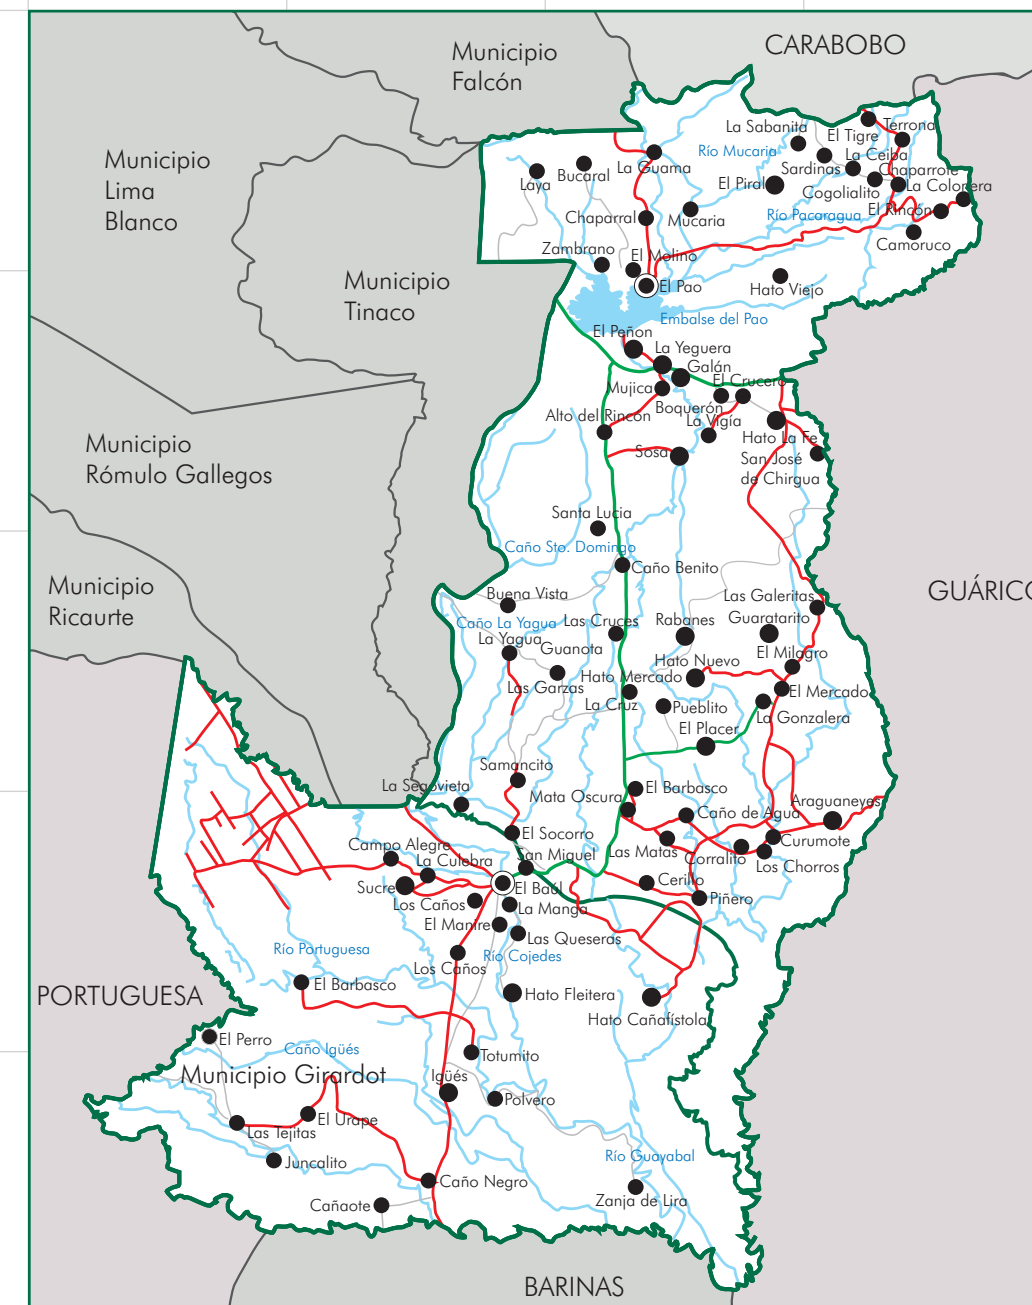 CARABOBO
Municipio
Falcón
La Sabanita
El Tigre
Terrona
Río Mucaria
La Ceiba
Municipio
Lima
Blanco
La Guama
Bucaral
Laya
Sardinas
Chaparrote
El Piral
Cogolialito
La Colonera
Chaparral
Mucaria
Río Pacaragua
El Rincón
Camoruco
Zambrano
El Molino
Municipio
Tinaco
El Pao
Hato Viejo
Embalse del Pao
El Peñon
La Yeguera
Galán
Mujica
El Crucero
Boquerón
Alto del Rincon
La Vigía
Hato La Fe
Municipio
Rómulo Gallegos
Sosa
San José
de Chirgua
Santa Lucia
Caño Sto. Domingo
Caño Benito
Municipio
Ricaurte
GUÁRICO
Buena Vista
Las Galeritas
Caño La Yagua
Las Cruces
Rabanes
Guaratarito
La Yagua
Guanota
Hato Nuevo
El Milagro
Las Garzas
Hato Mercado
La Cruz
Pueblito
El Mercado
La Gonzalera
El Placer
Samancito
La Segovieta
Mata Oscura
El Barbasco
Araguaneyes
Caño de Agua
El Socorro
Curumote
Campo Alegre
La Culebra
San Miguel
Las Matas
Corralito
Los Chorros
Sucre
El Baúl
Cerillo
Los Caños
La Manga
Piñero
El Manire
Las Queseras
Río Portuguesa
Río Cojedes
Los Caños
El Barbasco
Hato Fleitera
PORTUGUESA
Hato Cañafístola
El Perro
Caño Igüés
Totumito
Municipio Girardot
Igüés
Polvero
El Urape
Las Tejitas
Juncalito
Río Guayabal
Caño Negro
Cañaote
Zanja de Lira
BARINAS